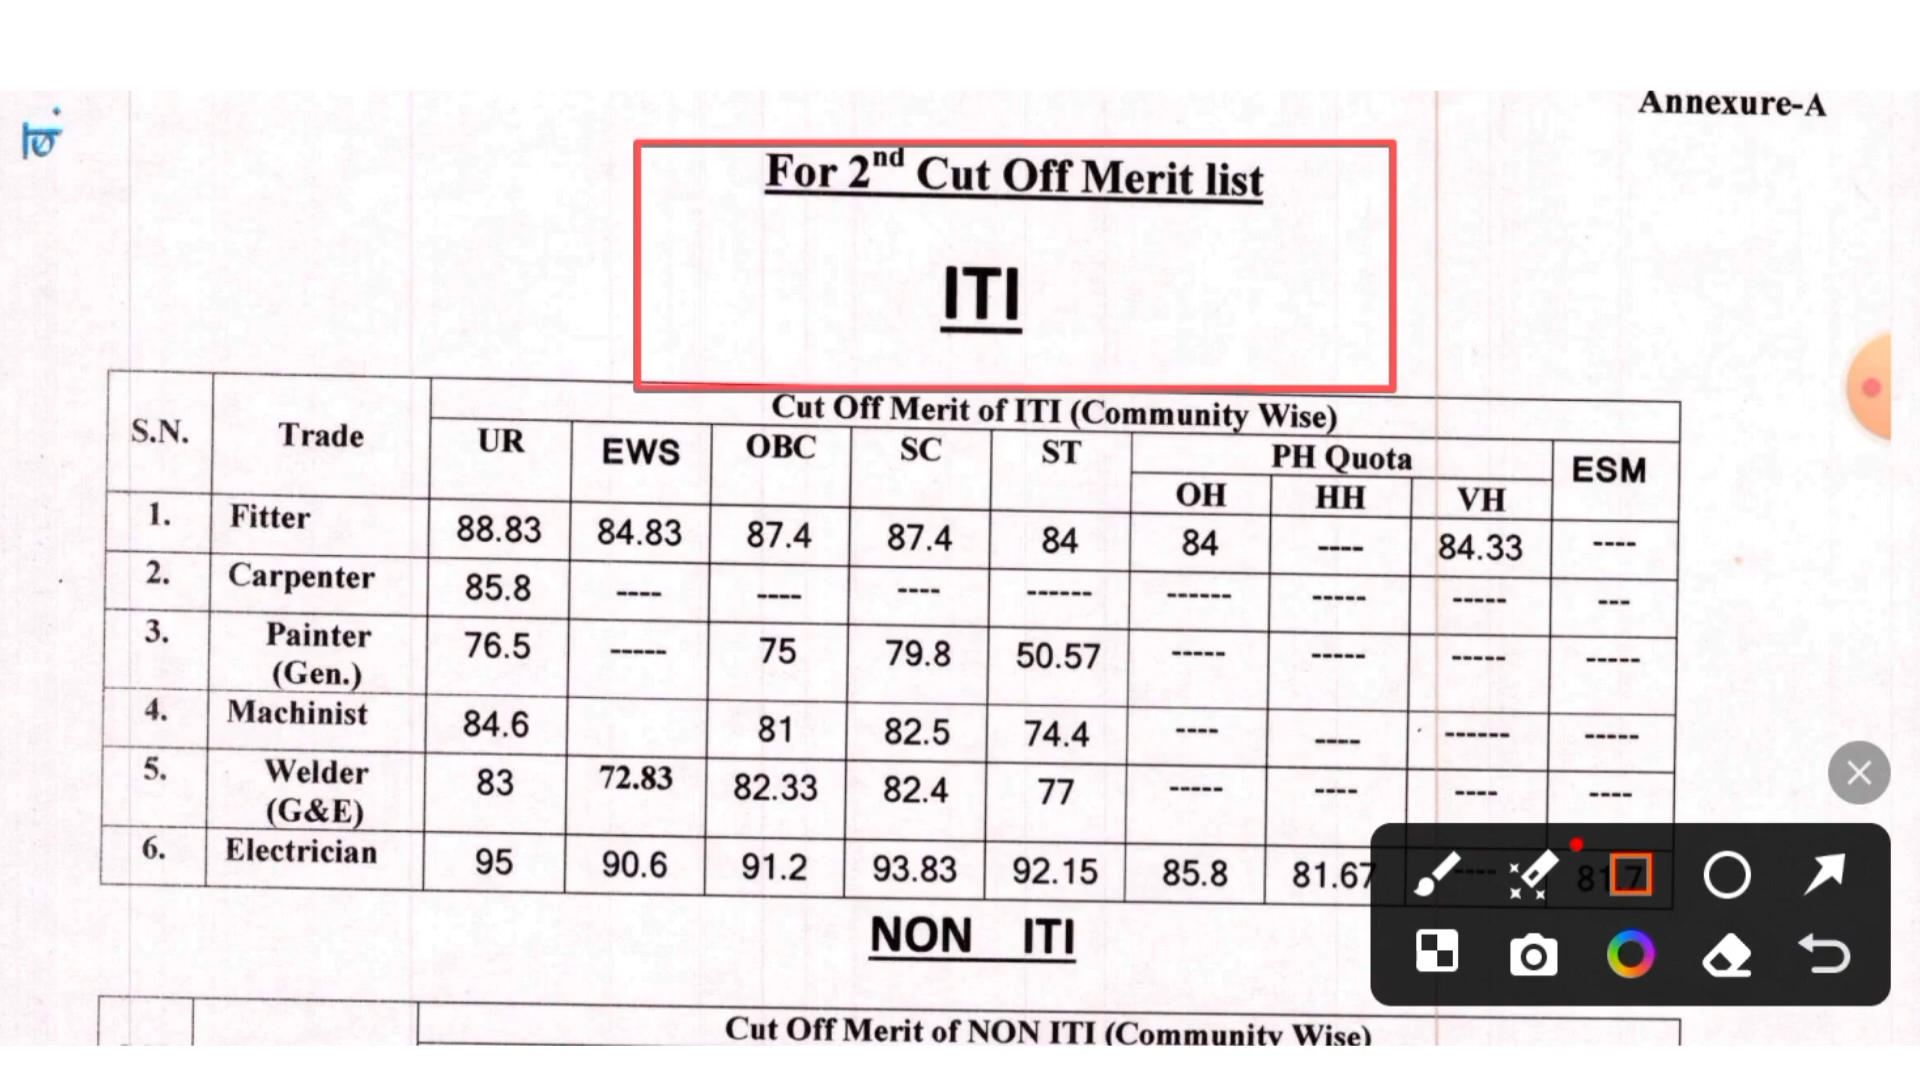 Annexure-A
For 2nd Cut Off Merit list
ITI
S.N. Trade Cut Off Merit of ITI (Community Wise)
UR EWS OBC SC ST PH Quota ESM
OH HH VH
1. Fitter 88.83 84.83 87.4 87.4 84 84 ---- 84.33 ----
2. Carpenter 85.8 ---- ---- ---- ------ ------ ----- ----- ---
3. Painter (Gen.) 76.5 ----- 75 79.8 50.57 ----- ----- ----- -----
4. Machinist 84.6 81 82.5 74.4 ---- ---- ------ -----
5. Welder (G&E) 83 72.83 82.33 82.4 77 ----- ---- ---- ----
6. Electrician 95 90.6 91.2 93.83 92.15 85.8 81.67 ---- 81.7
NON ITI
Cut Off Merit of NON ITI (Community Wise)